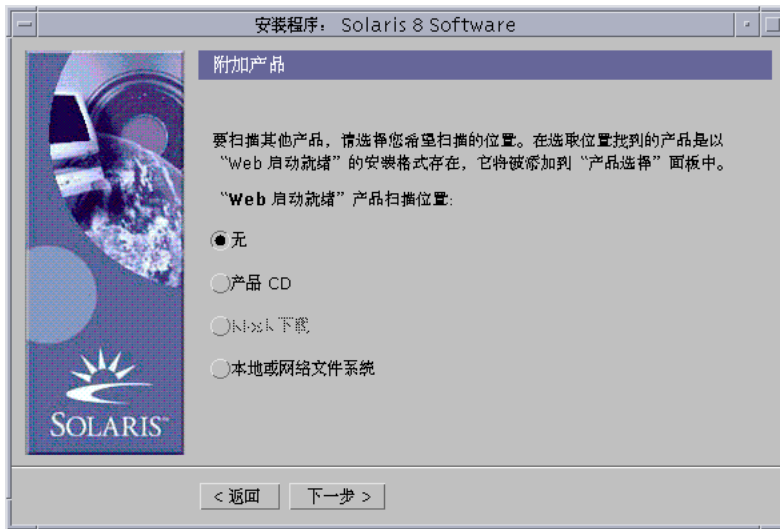 安装程序： Solaris 8 Software
附加产品
要扫描其他产品，请选择您希望扫描的位置。在选取位置找到的产品是以
“Web 启动就绪”的安装格式存在，它将被添加到“产品选择”面板中。
“Web 启动就绪”产品扫描位置:
无
产品 CD
kiosk 下载
本地或网络文件系统
SOLARIS™
< 返回
下一步 >